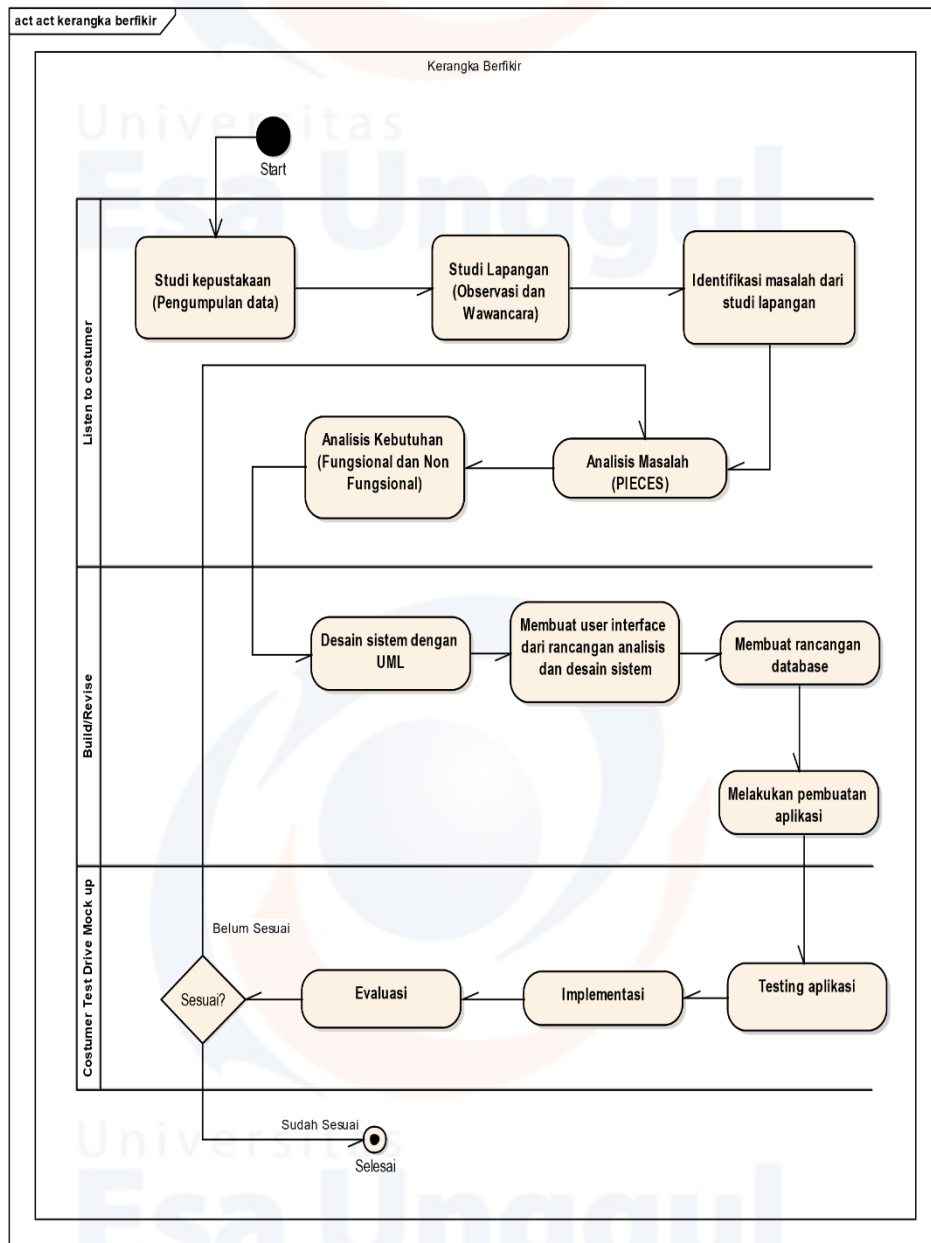 act act kerangka berfikir
Kerangka Berfikir
Universitas
Esa Unggul
Start
Listen to costumer
Studi kepustakaan
(Pengumpulan data)
Studi Lapangan
(Observasi dan
Wawancara)
Identifikasi masalah dari
studi lapangan
Analisis Kebutuhan
(Fungsional dan Non
Fungsional)
Analisis Masalah
(PIECES)
Build/Revise
Desain sistem dengan
UML
Membuat user interface
dari rancangan analisis
dan desain sistem
Membuat rancangan
database
Melakukan pembuatan
aplikasi
Costumer Test Drive Mock up
Belum Sesuai
Sesuai?
Evaluasi
Implementasi
Testing aplikasi
Sudah Sesuai
Selesai
Universitas
Esa Unggul